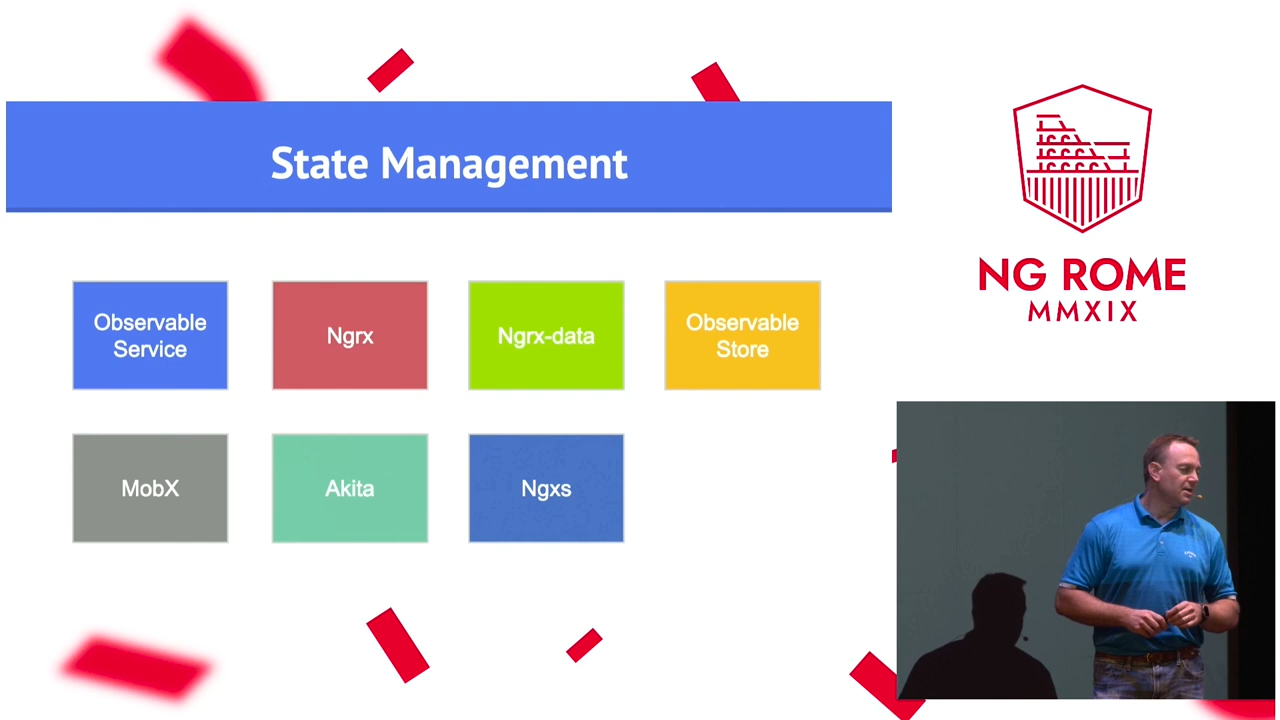 State Management
Observable
Service
Ngrx
Ngrx-data
Observable
Store
MobX
Akita
Ngxs
NG ROME
MMXIX